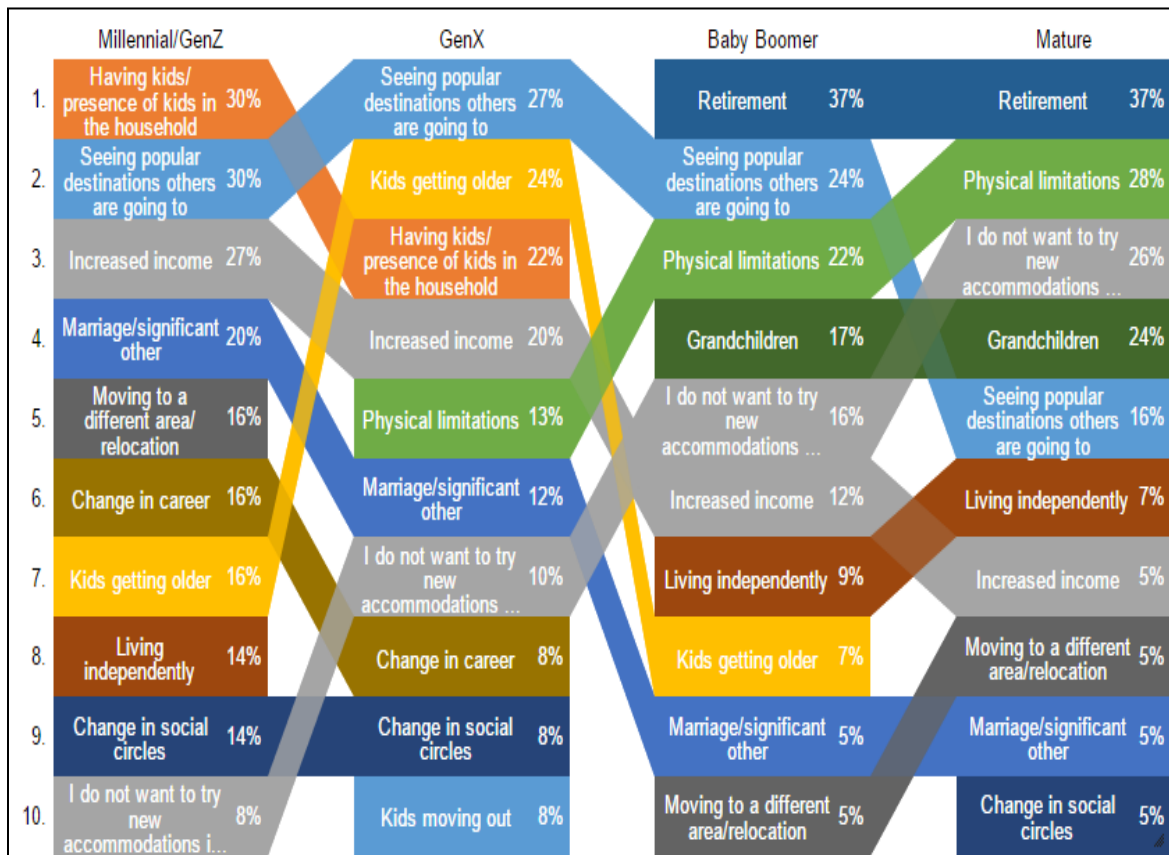 Millennial/GenZ GenX Baby Boomer Mature
1.
Having kids/
presence of kids in
the household
30%
Seeing popular
destinations others
are going to
27%
Retirement 37%
Retirement 37%
2.
Seeing popular
destinations others
are going to
30%
Kids getting older 24%
Seeing popular
destinations others
are going to
24%
Physical limitations 28%
3.
Increased income 27%
Having kids/
presence of kids in
the household
22%
Physical limitations 22%
I do not want to try
new
accommodations ...
26%
4.
Marriage/significant
other
20%
Increased income 20%
Grandchildren 17%
Grandchildren 24%
5.
Moving to a
different area/
relocation
16%
Physical limitations 13%
I do not want to try
new
accommodations ...
16%
Seeing popular
destinations others
are going to
16%
6.
Change in career 16%
Marriage/significant
other
12%
Increased income 12%
Living independently 7%
7.
Kids getting older 16%
I do not want to try
new
accommodations ...
10%
Living independently 9%
Increased income 5%
8.
Living
independently
14%
Change in career 8%
Kids getting older 7%
Moving to a different
area/relocation
5%
9.
Change in social
circles
14%
Change in social
circles
8%
Marriage/significant
other
5%
Marriage/significant
other
5%
10.
I do not want to try
new
accommodations i...
8%
Kids moving out 8%
Moving to a different
area/relocation
5%
Change in social
circles
5%